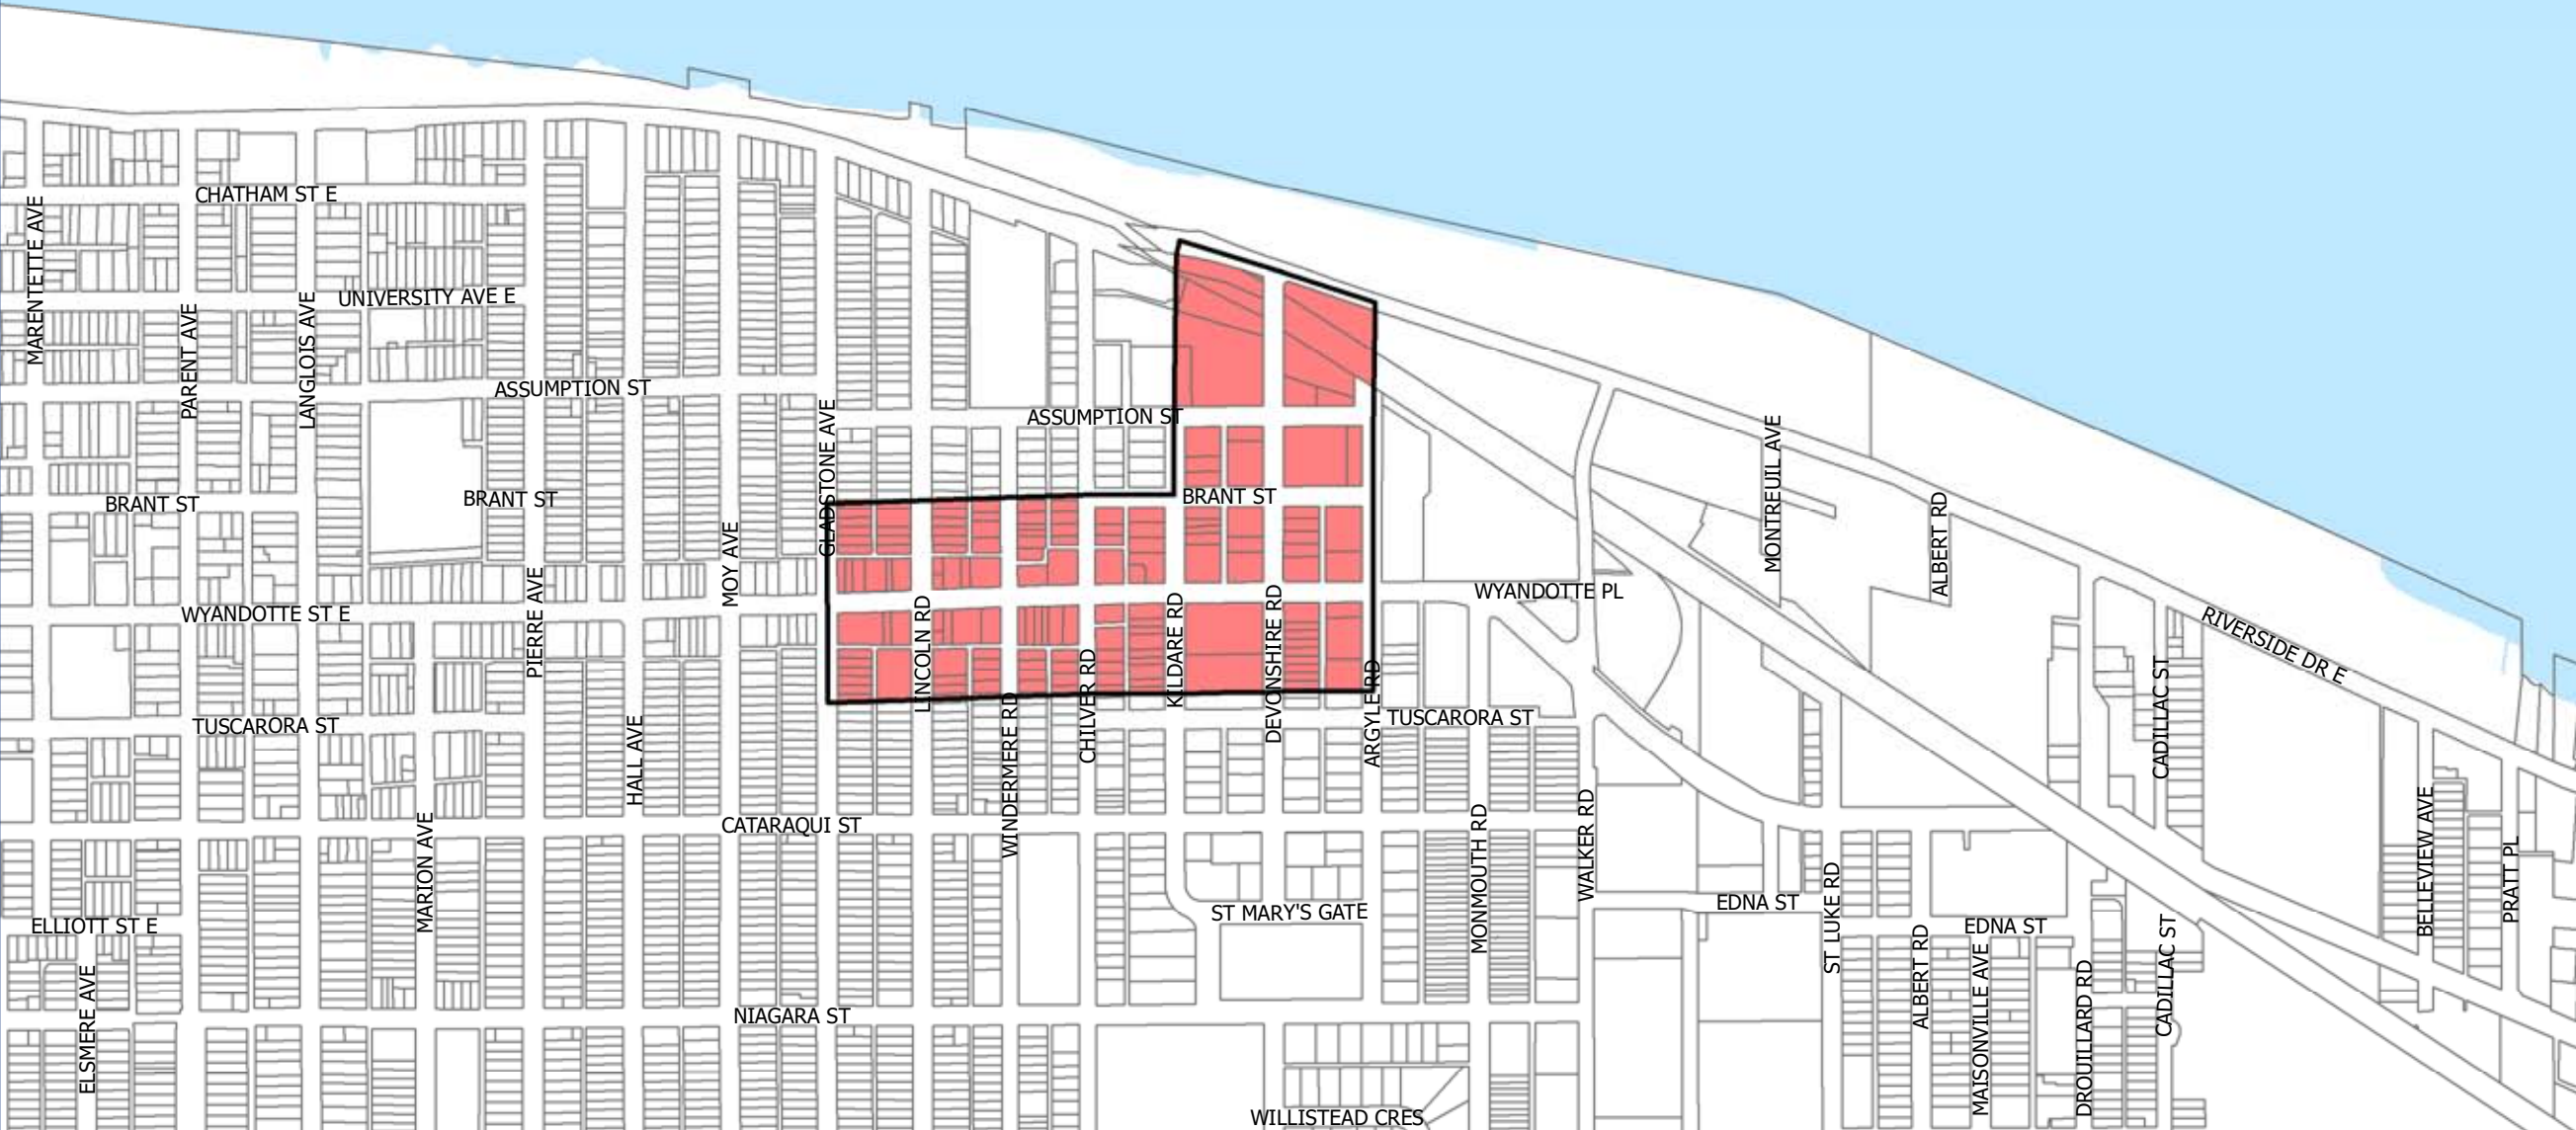 CHATHAM ST E
MARENTETTE AVE
UNIVERSITY AVE E
PARENT AVE
LANGLOIS AVE
ASSUMPTION ST
ASSUMPTION ST
GLADSTONE AVE
MONTREUIL AVE
BRANT ST
BRANT ST
BRANT ST
ALBERT RD
MOY AVE
PIERRE AVE
WYANDOTTE PL
WYANDOTTE ST E
LINCOLN RD
KILDARE RD
DEVONSHIRE RD
RIVERSIDE DR E
CHILVER RD
ARGYLE RD
CADILLAC ST
TUSCARORA ST
TUSCARORA ST
HALL AVE
WINDERMERE RD
CATARAQUI ST
MARION AVE
MONMOUTH RD
WALKER RD
BELLEVIEW AVE
PRATT PL
ST LUKE RD
EDNA ST
ST MARY'S GATE
ELLIOTT ST E
EDNA ST
ALBERT RD
MAISONVILLE AVE
DROUILLARD RD
CADILLAC ST
ELSMERE AVE
NIAGARA ST
WILLISTEAD CRES